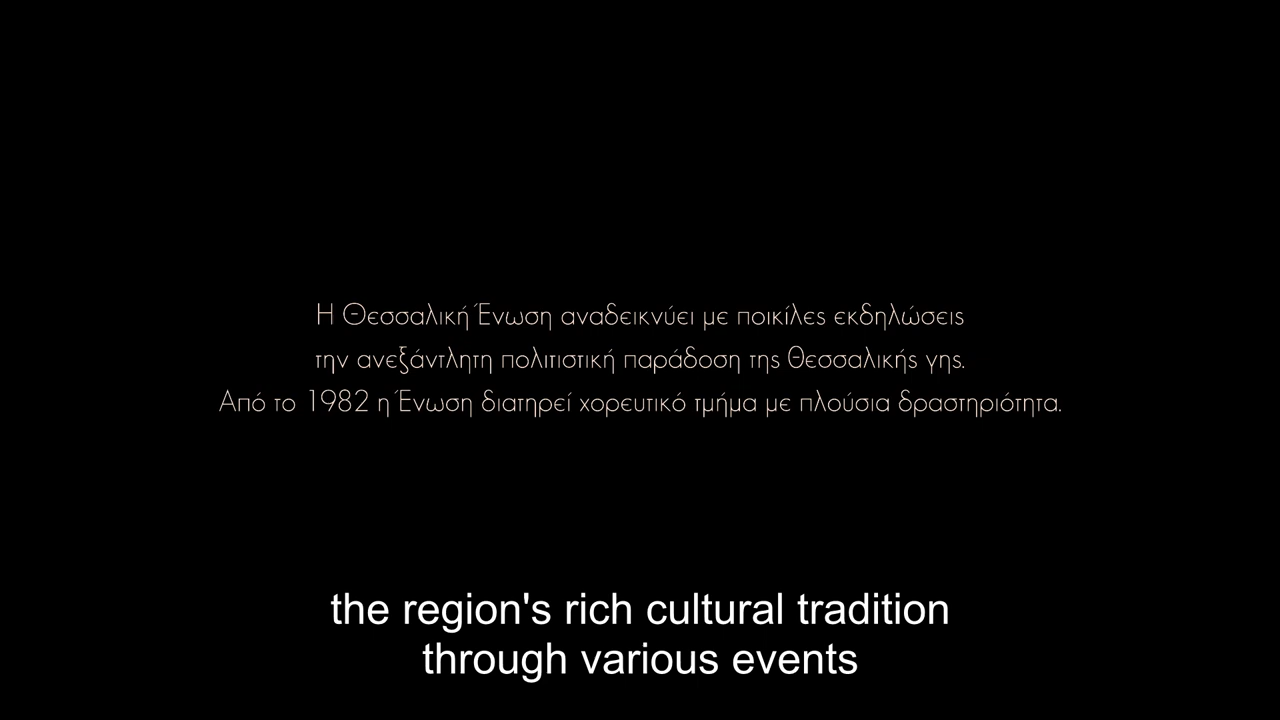 Η Θεσσαλική Ένωση αναδεικνύει με ποικίλες εκδηλώσεις
την ανεξάντλητη πολιτιστική παράδοση της Θεσσαλικής γης.
Από το 1982 η Ένωση διατηρεί χορευτικό τμήμα με πλούσια δραστηριότητα.
the region's rich cultural tradition
through various events